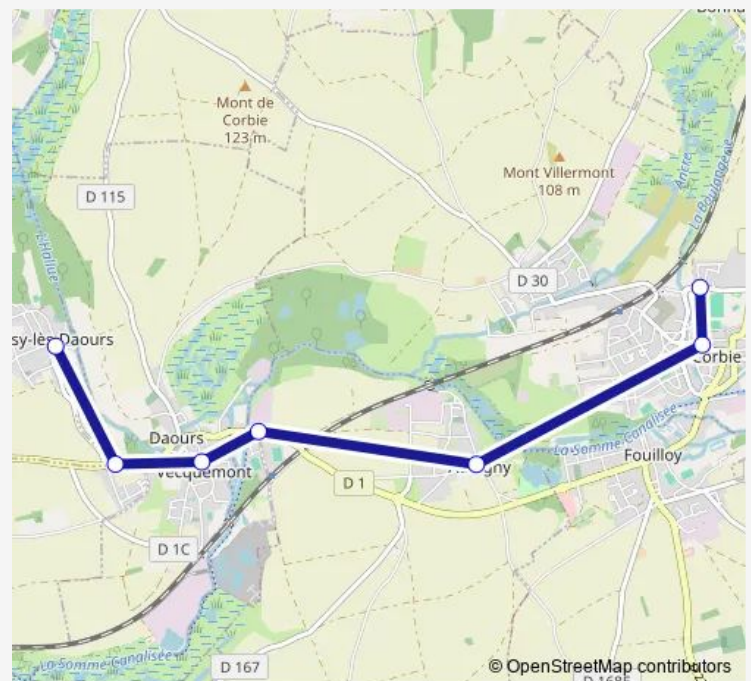 Mont de
Corbie
123 m
Mont Villermont
108 m
D 115
Ancre
La Boulangerie
L'Hallue
D 30
sy-lès-Daours
Corbie
Daours
Vecquemont
La Somme Canalisée
Fouilloy
D 1
D 1C
La Somme Canalisée
D 167
© OpenStreetMap contributors